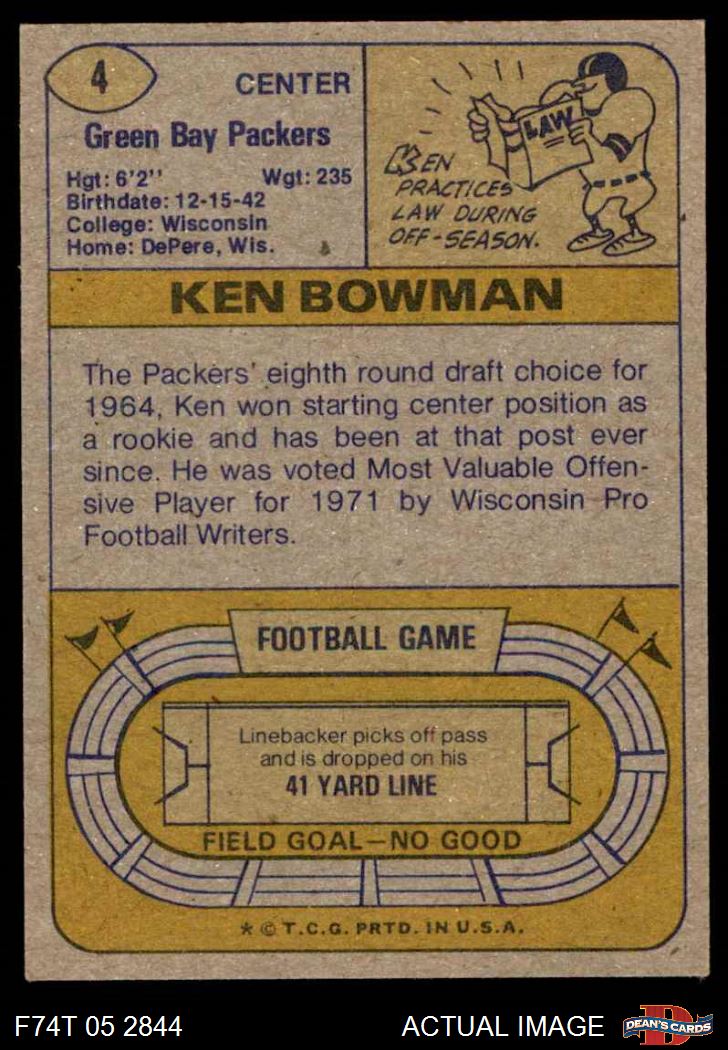 4
CENTER
Green Bay Packers
Hgt: 6'2'' Wgt: 235
Birthdate: 12-15-42
College: Wisconsin
Home: DePere, Wis.
LAW
KEN
PRACTICES
LAW DURING
OFF-SEASON.
KEN BOWMAN
The Packers' eighth round draft choice for
1964, Ken won starting center position as
a rookie and has been at that post ever
since. He was voted Most Valuable Offen-
sive Player for 1971 by Wisconsin Pro
Football Writers.
FOOTBALL GAME
Linebacker picks off pass
and is dropped on his
41 YARD LINE
FIELD GOAL—NO GOOD
* © T.C.G. PRTD. IN U.S.A.
F74T 05 2844 ACTUAL IMAGE
D
DEAN'S CARDS